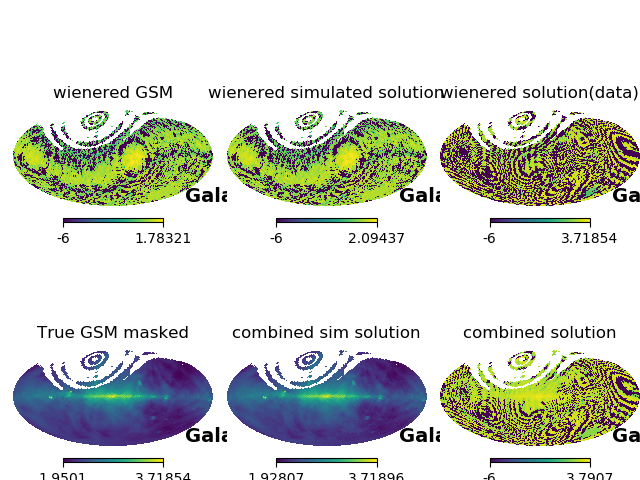 wienered GSM
wienered simulated solution
wienered solution(data)
Gala
Gala
Ga
-6
1.78321
-6
2.09437
-6
3.71854
True GSM masked
combined sim solution
combined solution
Gala
Gala
Ga
1.9501
3.71854
1.92807
3.71896
-6
3.7907